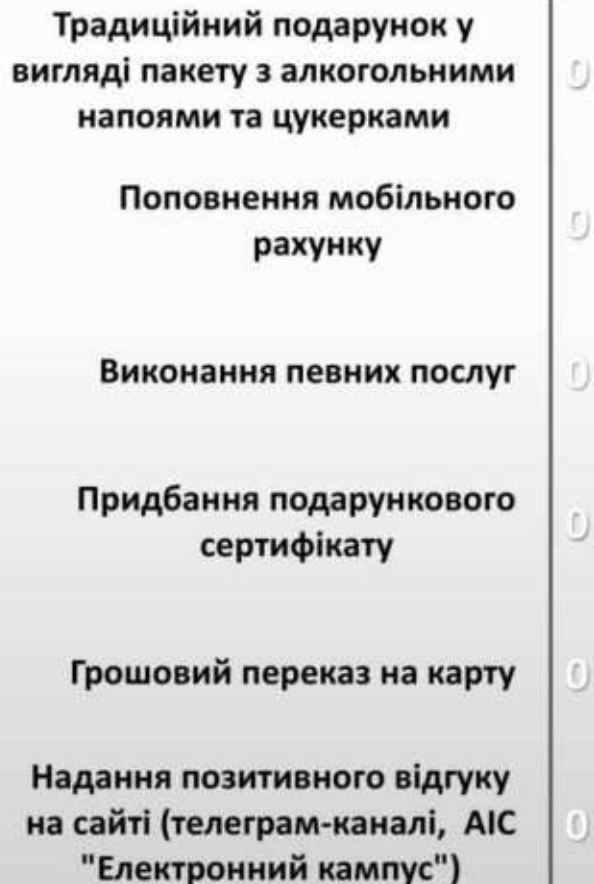 Традиційний подарунок у
вигляді пакету з алкогольними
напоями та цукерками
0
Поповнення мобільного
рахунку
0
Виконання певних послуг
0
Придбання подарункового
сертифікату
0
Грошовий переказ на карту
0
Надання позитивного відгуку
на сайті (телеграм-каналі, АІС
"Електронний кампус")
0